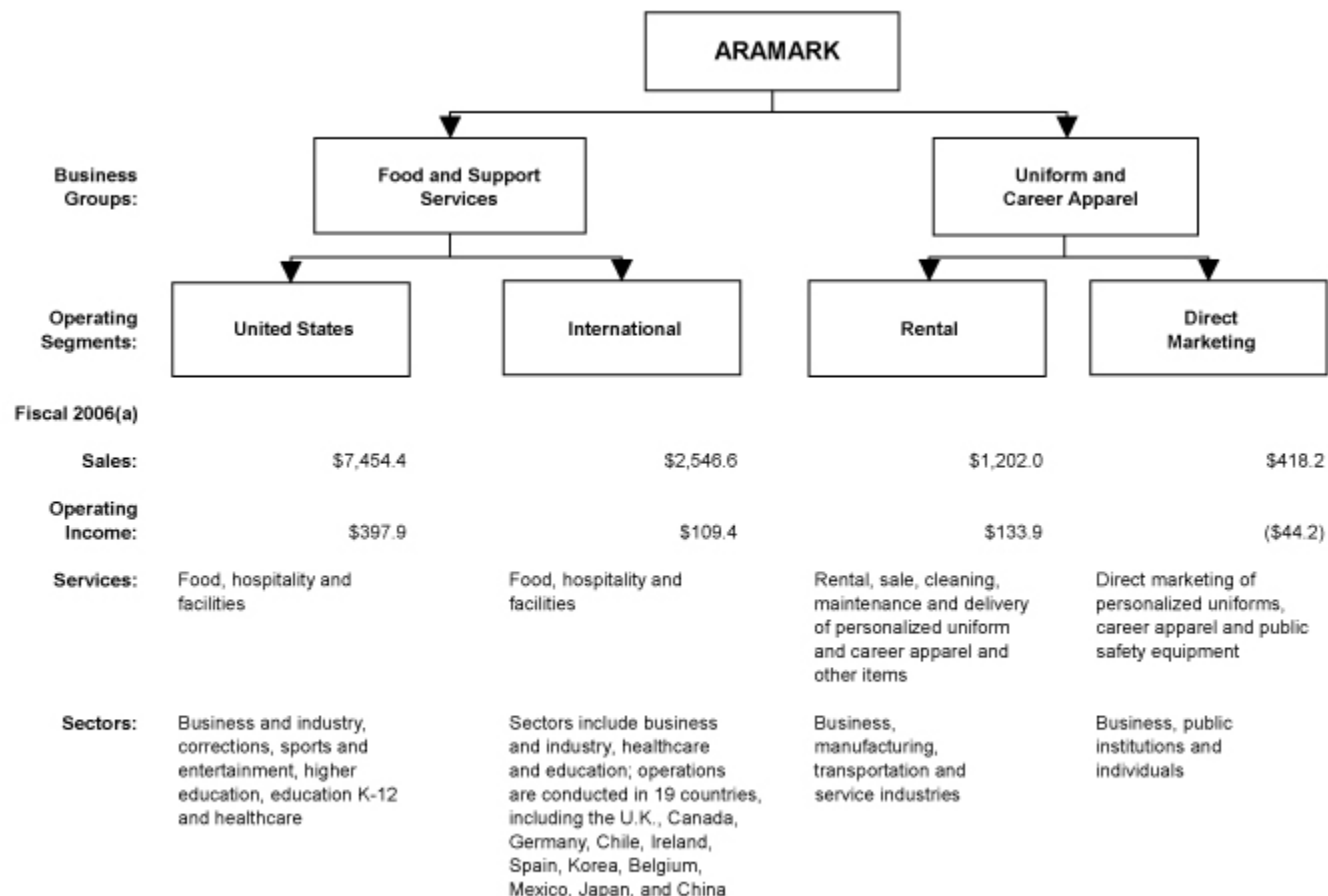 ARAMARK
Business
Groups:
Food and Support
Services
Uniform and
Career Apparel
Operating
Segments:
United States
International
Rental
Direct
Marketing
Fiscal 2006(a)
Sales:
$7,454.4
$2,546.6
$1,202.0
$418.2
Operating
Income:
$397.9
$109.4
$133.9
($44.2)
Services:
Food, hospitality and
facilities
Food, hospitality and
facilities
Rental, sale, cleaning,
maintenance and delivery
of personalized uniform
and career apparel and
other items
Direct marketing of
personalized uniforms,
career apparel and public
safety equipment
Sectors:
Business and industry,
corrections, sports and
entertainment, higher
education, education K-12
and healthcare
Sectors include business
and industry, healthcare
and education; operations
are conducted in 19 countries,
including the U.K., Canada,
Germany, Chile, Ireland,
Spain, Korea, Belgium,
Mexico, Japan, and China
Business,
manufacturing,
transportation and
service industries
Business, public
institutions and
individuals